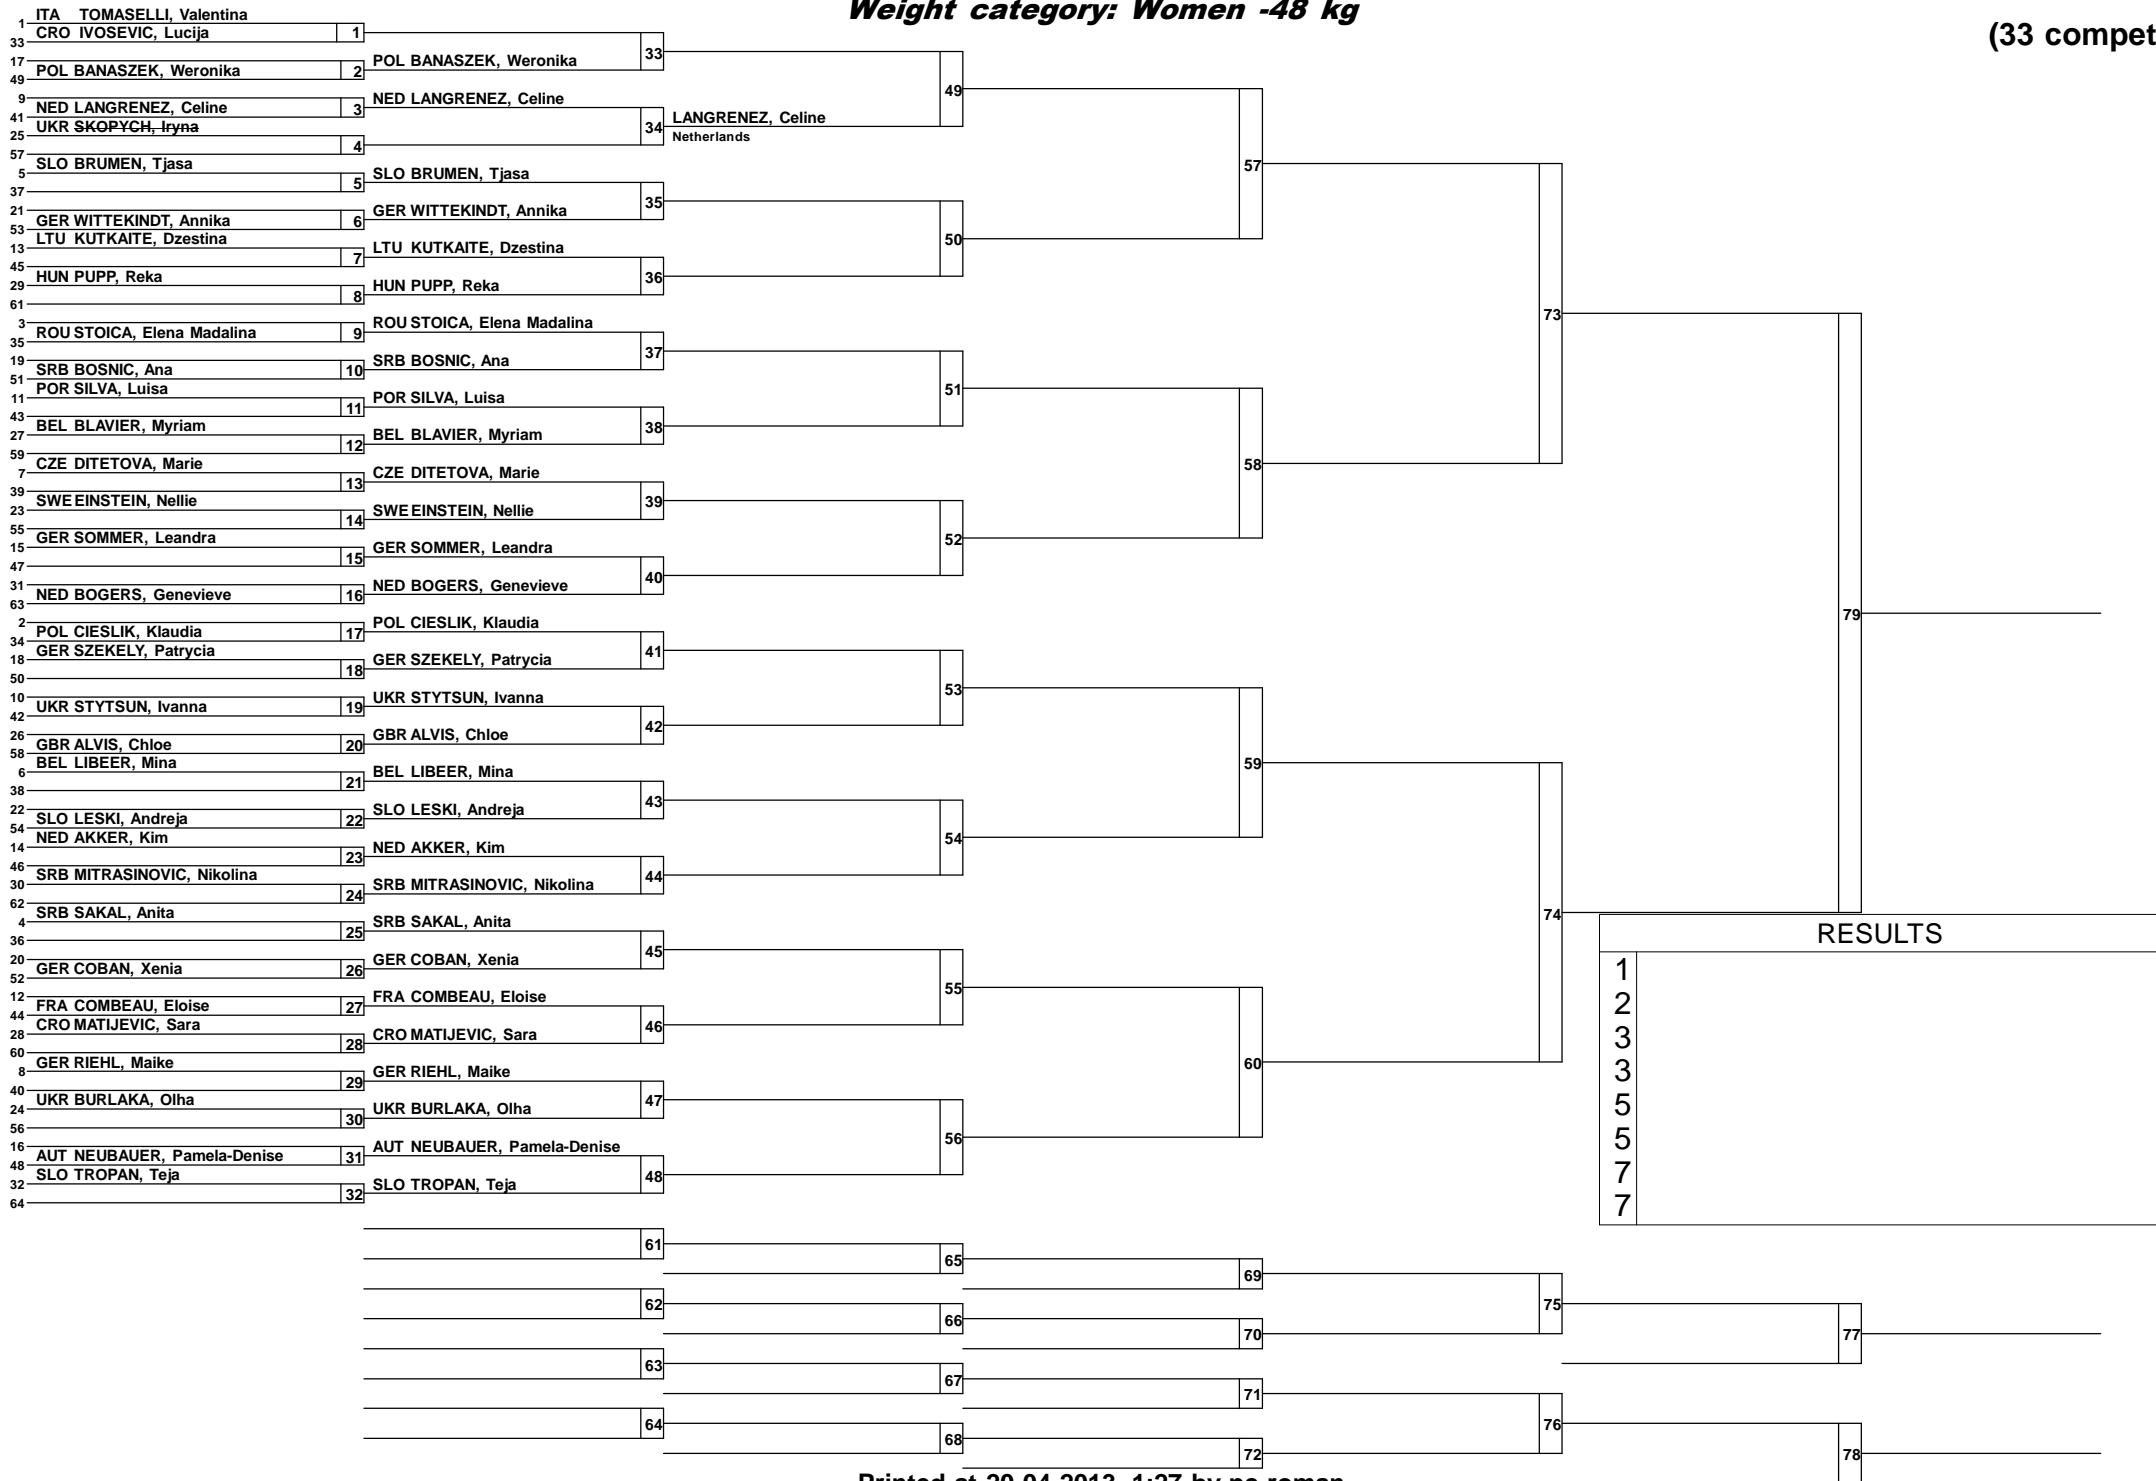 Weight category: Women -48 kg
(33 compet
1 ITA TOMASELLI, Valentina
33 CRO IVOSEVIC, Lucija 1
17
49 POL BANASZEK, Weronika 2
9
41 NED LANGRENEZ, Celine 3
25 UKR SKOPYCH, Iryna
57 4
5 SLO BRUMEN, Tjasa
37 5
21
53 GER WITTEKINDT, Annika 6
13 LTU KUTKAITE, Dzestina
45 7
29 HUN PUPP, Reka
61 8
3
35 ROU STOICA, Elena Madalina 9
19
51 SRB BOSNIC, Ana 10
11 POR SILVA, Luisa
43 11
27 BEL BLAVIER, Myriam
59 12
7 CZE DITETOVA, Marie
39 13
23 SWE EINSTEIN, Nellie
55 14
15 GER SOMMER, Leandra
47 15
31
63 NED BOGERS, Genevieve 16
2
34 POL CIESLIK, Klaudia 17
18 GER SZEKELY, Patrycia
50 18
10
42 UKR STYTSUN, Ivanna 19
26
58 GBR ALVIS, Chloe 20
6 BEL LIBEER, Mina
38 21
22
54 SLO LESKI, Andreja 22
14 NED AKKER, Kim
46 23
30 SRB MITRASINOVIC, Nikolina
62 24
4 SRB SAKAL, Anita
36 25
20
52 GER COBAN, Xenia 26
12
44 FRA COMBEAU, Eloise 27
28 CRO MATIJEVIC, Sara
60 28
8 GER RIEHL, Maike
40 29
24 UKR BURLAKA, Olha
56 30
16
48 AUT NEUBAUER, Pamela-Denise 31
32 SLO TROPAN, Teja
64 32
POL BANASZEK, Weronika 33
NED LANGRENEZ, Celine
34
SLO BRUMEN, Tjasa
GER WITTEKINDT, Annika 35
LTU KUTKAITE, Dzestina
HUN PUPP, Reka 36
ROU STOICA, Elena Madalina
SRB BOSNIC, Ana 37
POR SILVA, Luisa
BEL BLAVIER, Myriam 38
CZE DITETOVA, Marie
SWE EINSTEIN, Nellie 39
GER SOMMER, Leandra
NED BOGERS, Genevieve 40
POL CIESLIK, Klaudia
GER SZEKELY, Patrycia 41
UKR STYTSUN, Ivanna
GBR ALVIS, Chloe 42
BEL LIBEER, Mina
SLO LESKI, Andreja 43
NED AKKER, Kim
SRB MITRASINOVIC, Nikolina 44
SRB SAKAL, Anita
GER COBAN, Xenia 45
FRA COMBEAU, Eloise
CRO MATIJEVIC, Sara 46
GER RIEHL, Maike
UKR BURLAKA, Olha 47
AUT NEUBAUER, Pamela-Denise
SLO TROPAN, Teja 48
LANGRENEZ, Celine
Netherlands
49
50
51
52
53
54
55
56
57
58
59
60
73
74
79
RESULTS
1
2
3
3
5
5
7
7
61
62
63
64
65
66
67
68
69
70
71
72
75
76
77
78